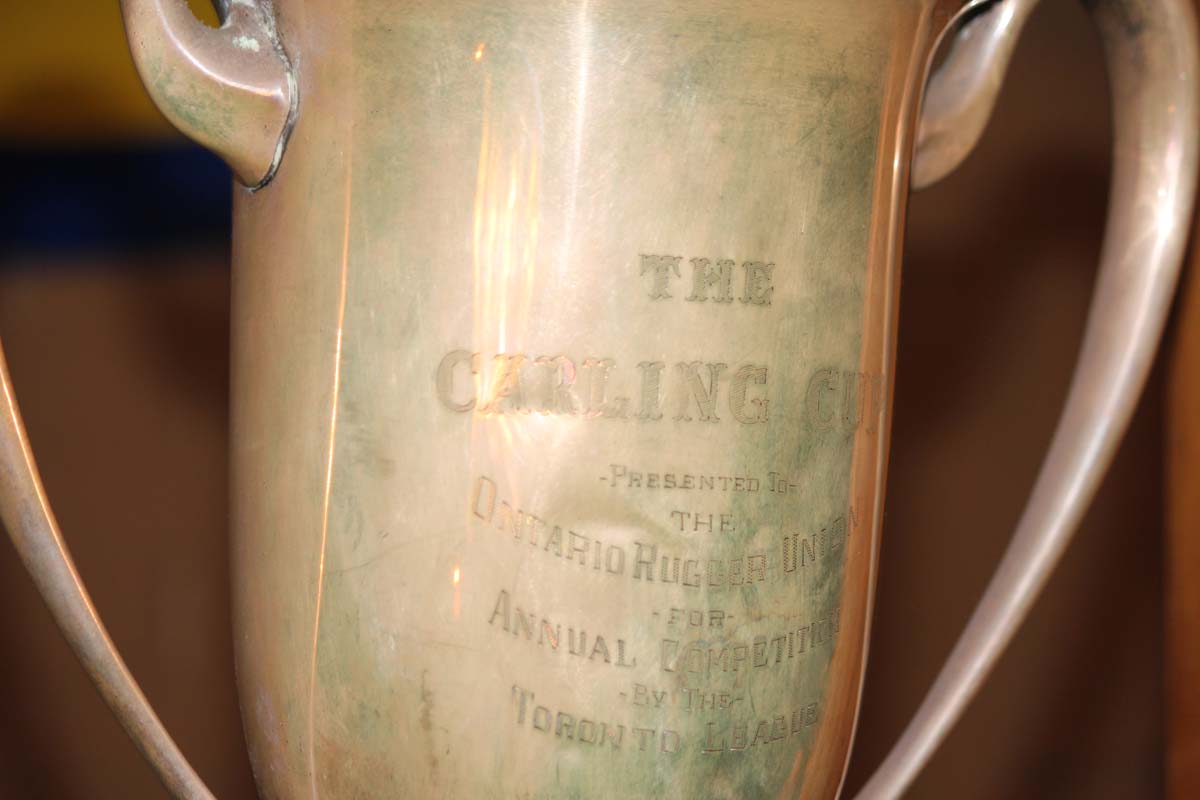 THE
CARLING CUP
-PRESENTED TO-
THE
ONTARIO RUGGER UNION
-FOR-
ANNUAL COMPETITION
-BY THE-
TORONTO LEAGUE